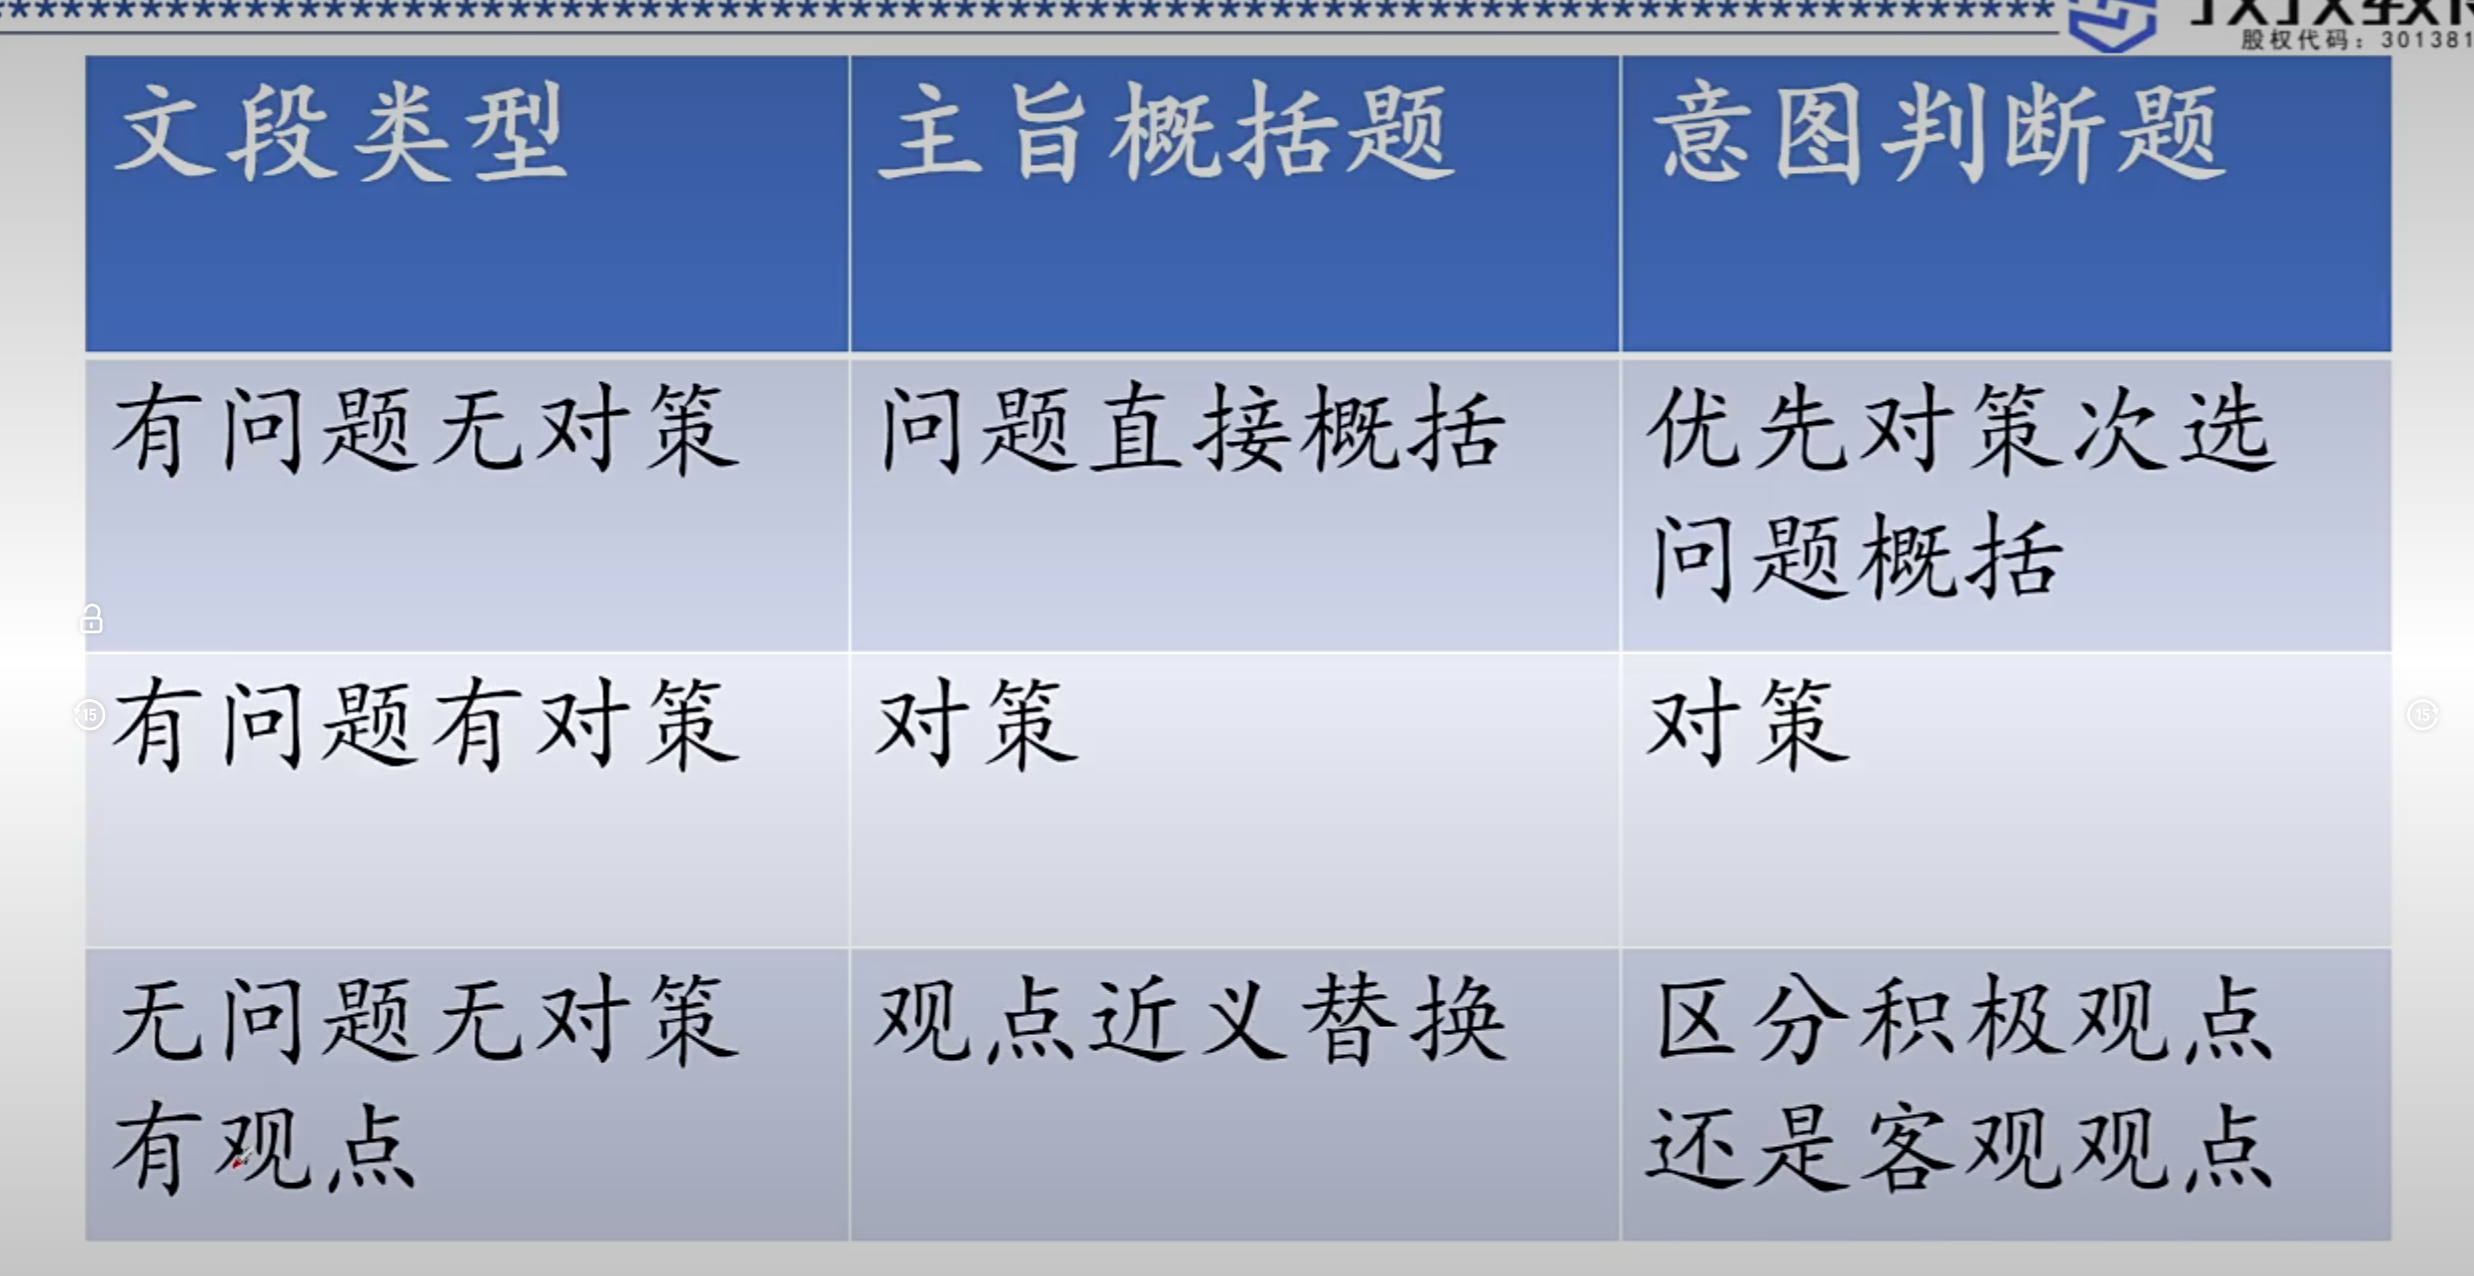 股权代码：301381
文段类型
主旨概括题
意图判断题
有问题无对策
问题直接概括
优先对策次选
问题概括
有问题有对策
对策
对策
无问题无对策
有观点
观点近义替换
区分积极观点
还是客观观点
15
15